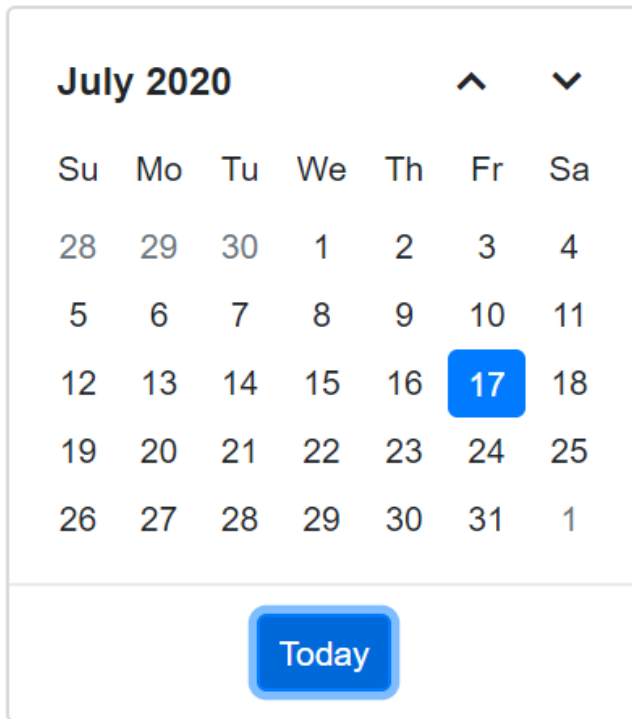 July 2020
Su Mo Tu We Th Fr Sa
28 29 30 1 2 3 4
5 6 7 8 9 10 11
12 13 14 15 16 17 18
19 20 21 22 23 24 25
26 27 28 29 30 31 1
Today